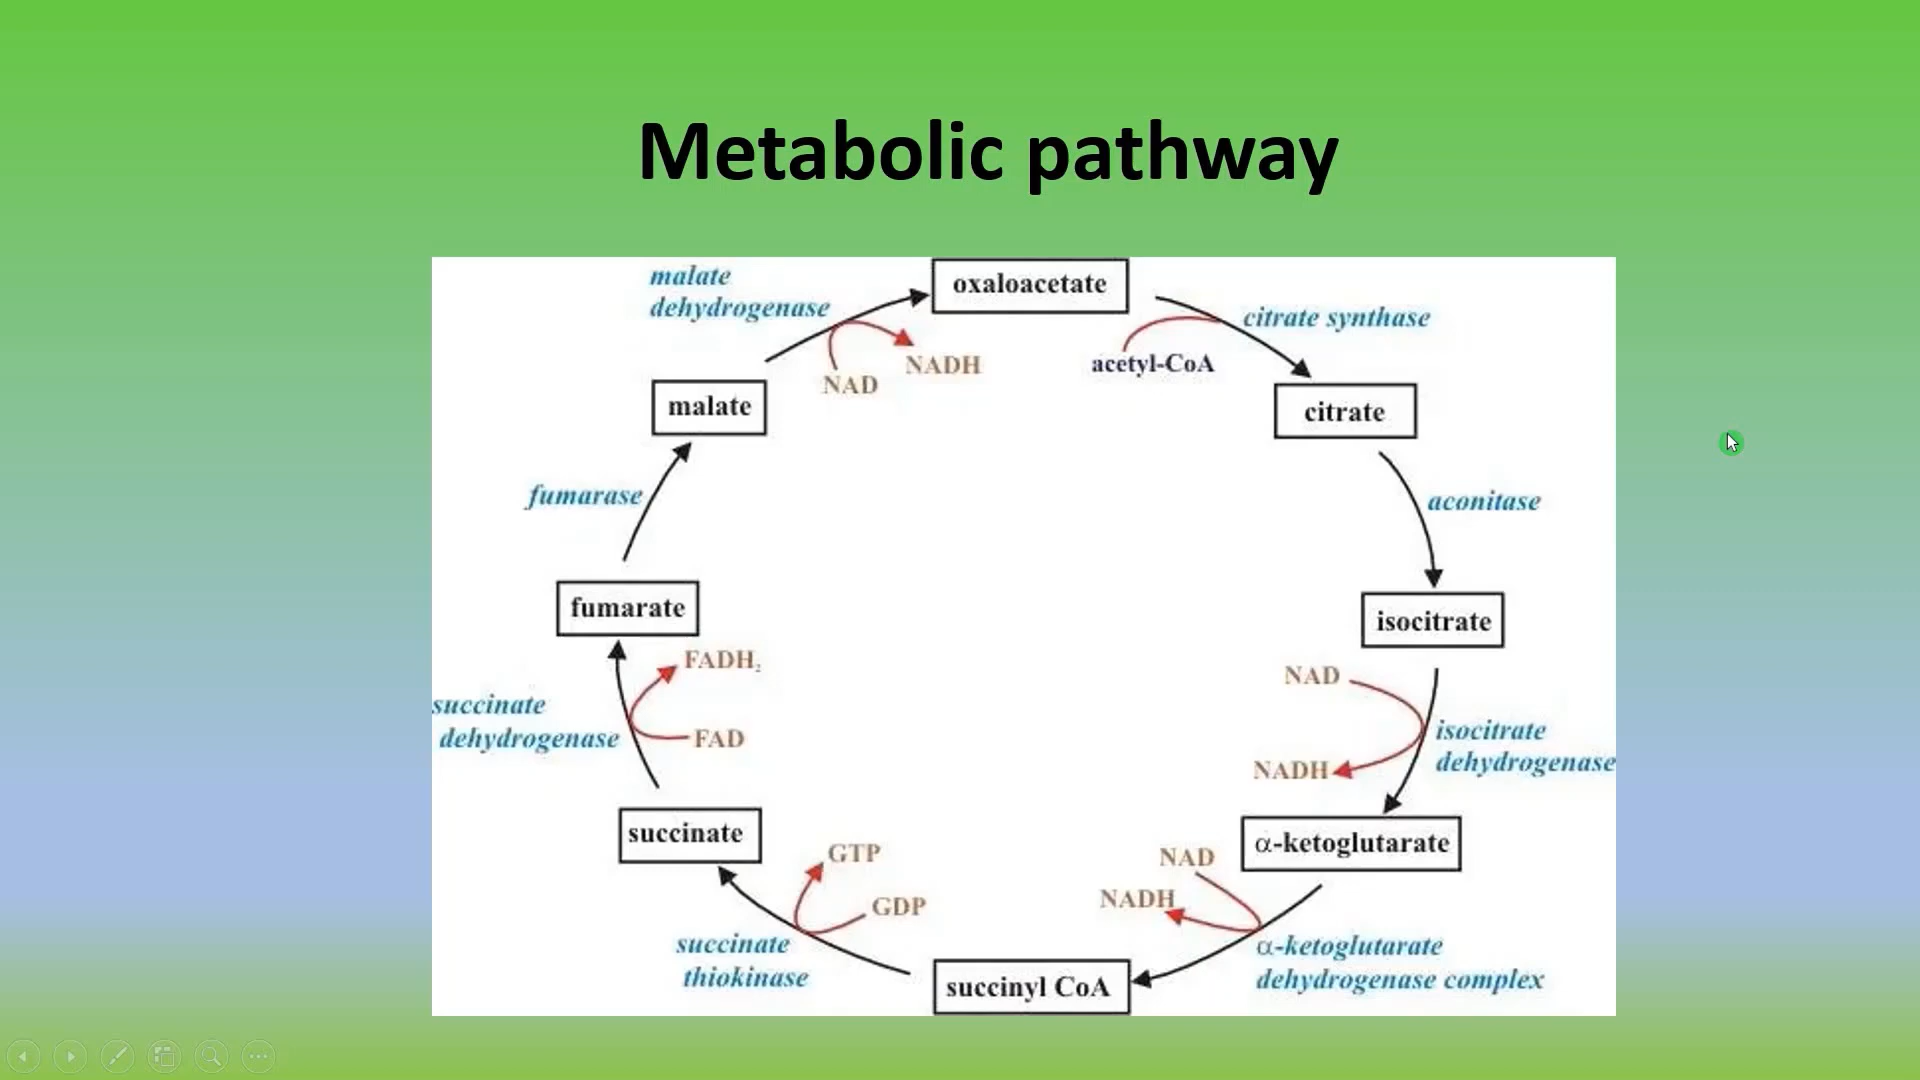 Metabolic pathway
malate
dehydrogenase
oxaloacetate
citrate synthase
acetyl-CoA
NADH
NAD
malate
citrate
fumarase
aconitase
fumarate
isocitrate
FADH₂
NAD
succinate
dehydrogenase
FAD
isocitrate
dehydrogenase
NADH
succinate
α-ketoglutarate
GTP
GDP
NAD
NADH
succinate
thiokinase
α-ketoglutarate
dehydrogenase complex
succinyl CoA